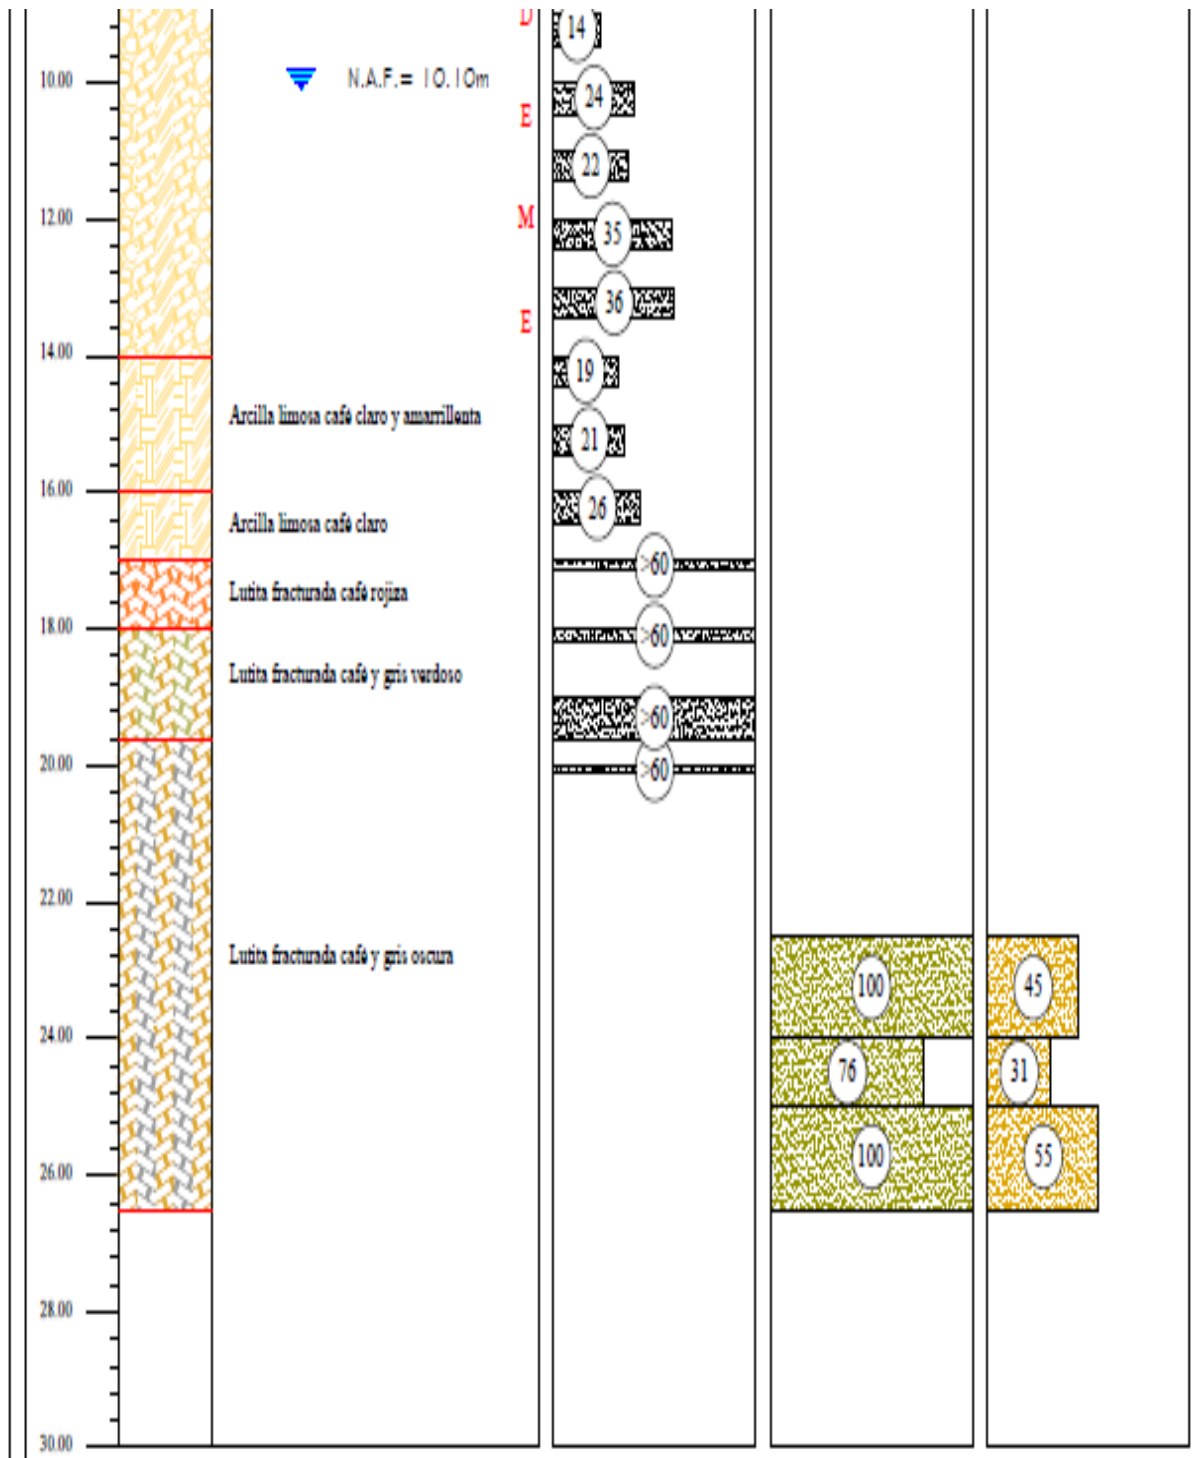 D
14
10.00
N.A.F.= 10.10m
24
E
22
12.00
M
35
36
E
14.00
19
Arcilla limosa café claro y amarrillenta
21
16.00
26
Arcilla limosa café claro
>60
Lutita fracturada café rojiza
18.00
>60
Lutita fracturada café y gris verdoso
>60
20.00
>60
22.00
Lutita fracturada café y gris oscura
100
45
24.00
76
31
100
55
26.00
28.00
30.00